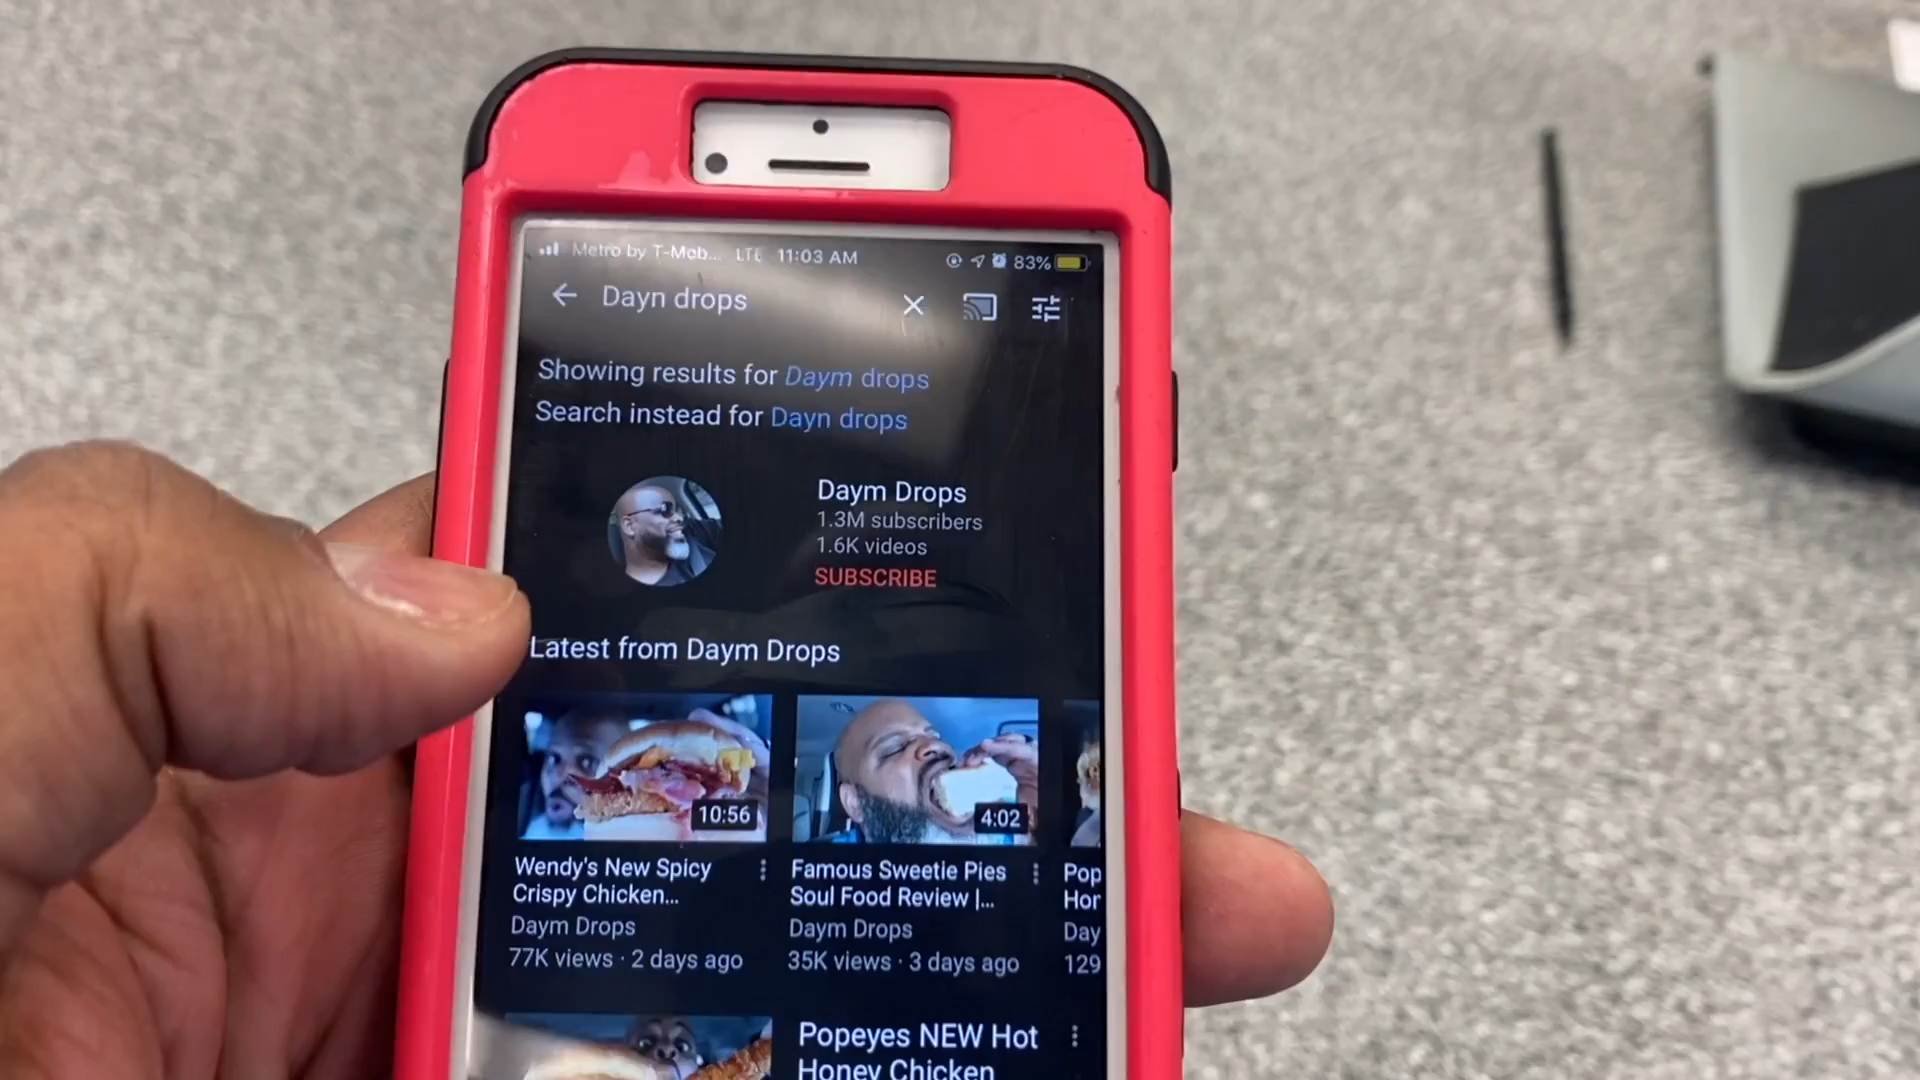 Metro by T-Mob... LTE 11:03 AM 83%
Dayn drops
Showing results for Daym drops
Search instead for Dayn drops
Daym Drops
1.3M subscribers
1.6K videos
SUBSCRIBE
Latest from Daym Drops
10:56
4:02
Wendy's New Spicy
Crispy Chicken...
Daym Drops
77K views · 2 days ago
Famous Sweetie Pies
Soul Food Review |...
Daym Drops
35K views · 3 days ago
Pop
Hor
Day
129
Popeyes NEW Hot
Honey Chicken